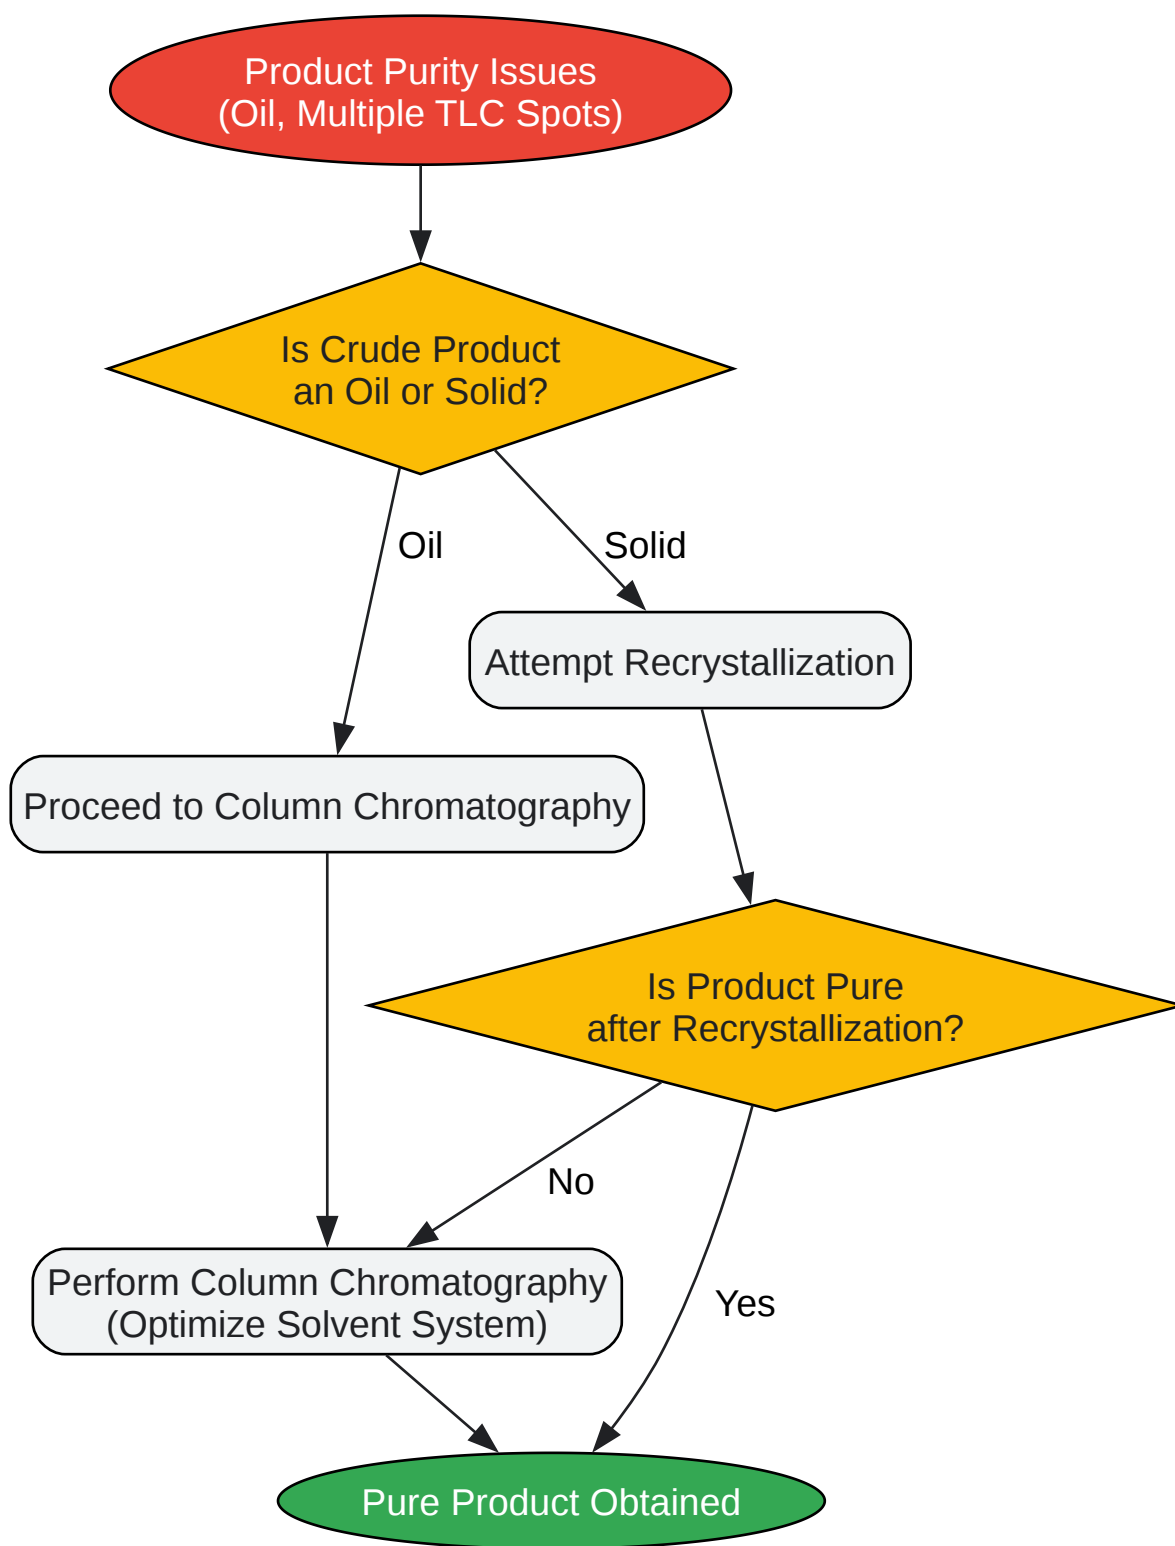 Product Purity Issues
(Oil, Multiple TLC Spots)
Is Crude Product
an Oil or Solid?
Oil
Solid
Attempt Recrystallization
Proceed to Column Chromatography
Is Product Pure
after Recrystallization?
No
Perform Column Chromatography
(Optimize Solvent System)
Yes
Pure Product Obtained